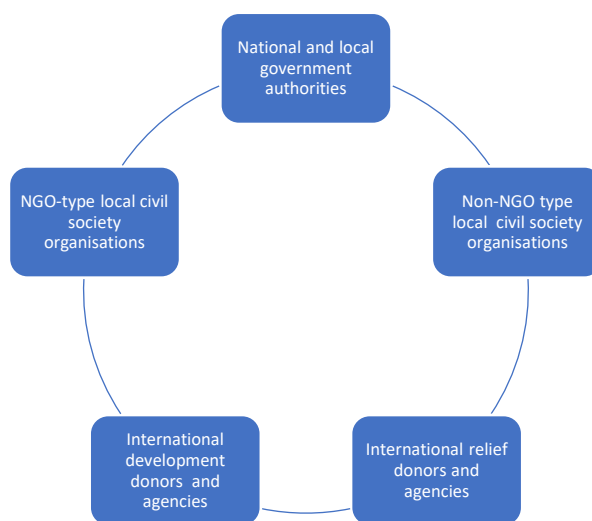 National and local
government
authorities
NGO-type local civil
society
organisations
Non-NGO type
local civil society
organisations
International
development
donors and
agencies
International relief
donors and
agencies